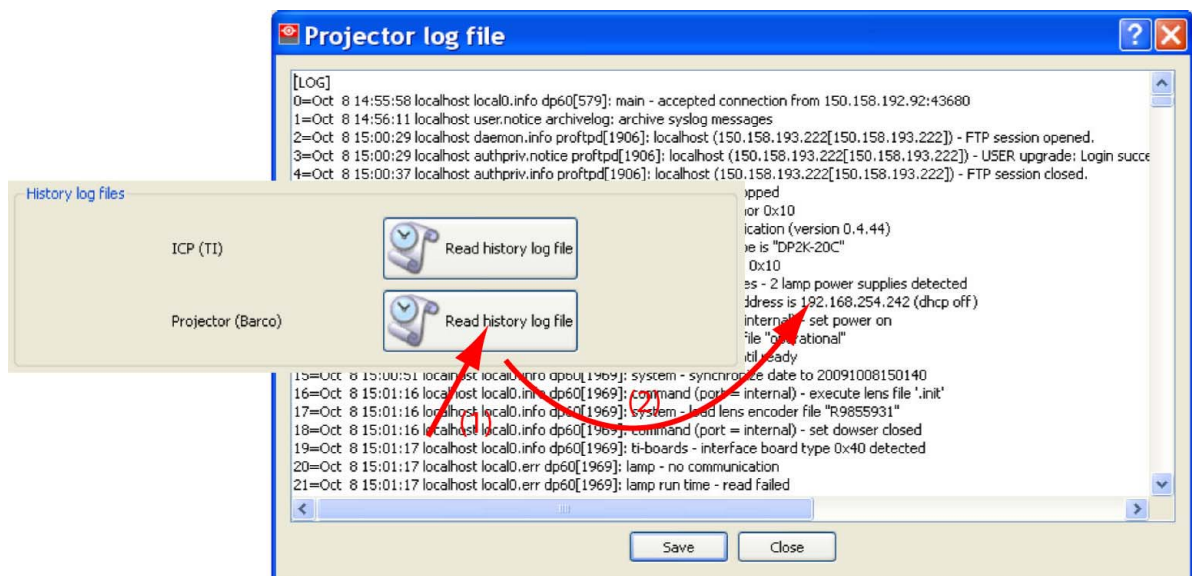 Projector log file
[LOG]
0=Oct 8 14:55:58 localhost local0.info dp60[579]: main - accepted connection from 150.158.192.92:43680
1=Oct 8 14:56:11 localhost user.notice archivelog: archive syslog messages
2=Oct 8 15:00:29 localhost daemon.info proftpd[1906]: localhost (150.158.193.222[150.158.193.222]) - FTP session opened.
3=Oct 8 15:00:29 localhost authpriv.notice proftpd[1906]: localhost (150.158.193.222[150.158.193.222]) - USER upgrade: Login succe
4=Oct 8 15:00:37 localhost authpriv.info proftpd[1906]: localhost (150.158.193.222[150.158.193.222]) - FTP session closed.
opped
or 0x10
ication (version 0.4.44)
e is "DP2K-20C"
0x10
es - 2 lamp power supplies detected
ddress is 192.168.254.242 (dhcp off)
internal) - set power on
file "operational"
til ready
15=Oct 8 15:00:51 localhost local0.info dp60[1969]: system - synchronize date to 20091008150140
16=Oct 8 15:01:16 localhost local0.info dp60[1969]: command (port = internal) - execute lens file '.init'
17=Oct 8 15:01:16 localhost local0.info dp60[1969]: system - load lens encoder file "R9855931"
18=Oct 8 15:01:16 localhost local0.info dp60[1969]: command (port = internal) - set dowser closed
19=Oct 8 15:01:17 localhost local0.info dp60[1969]: ti-boards - interface board type 0x40 detected
20=Oct 8 15:01:17 localhost local0.err dp60[1969]: lamp - no communication
21=Oct 8 15:01:17 localhost local0.err dp60[1969]: lamp run time - read failed
Save
Close
History log files
ICP (TI)
Read history log file
Projector (Barco)
Read history log file
(1)
(2)